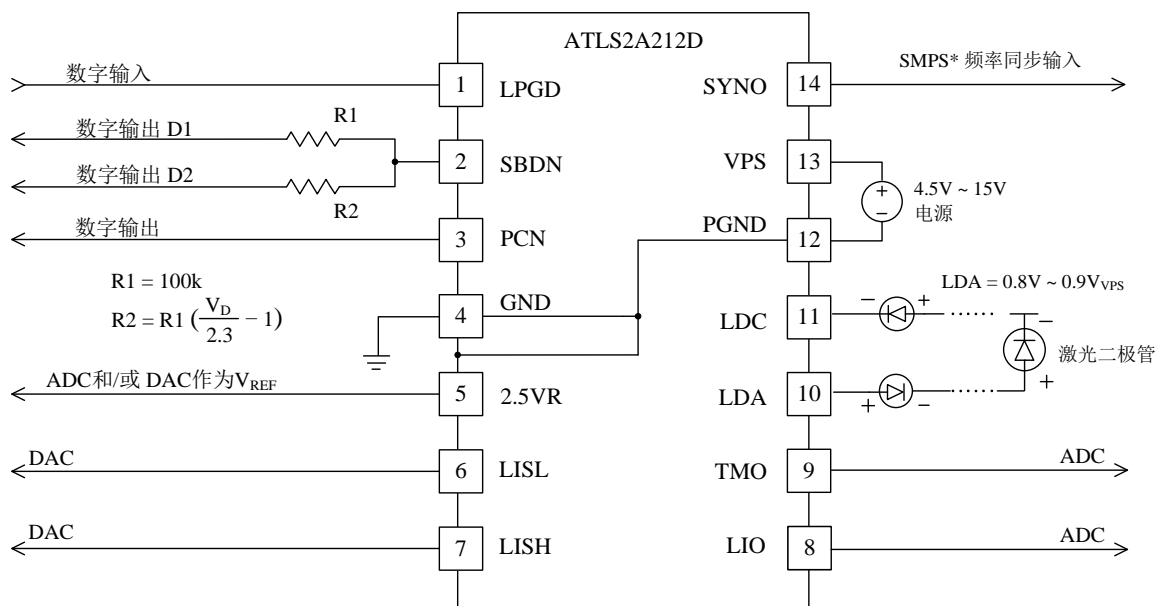 ATLS2A212D
数字输入
1
LPGD
SYNO
14
SMPS* 频率同步输入
数字输出 D1
R1
数字输出 D2
R2
2
SBDN
VPS
13
4.5V ~ 15V
电源
数字输出
3
PCN
PGND
12
R1 = 100k
R2 = R1 (V_D/2.3 − 1)
4
GND
LDC
11
LDA = 0.8V ~ 0.9V_VPS
激光二极管
ADC和/或 DAC作为V_REF
5
2.5VR
LDA
10
DAC
6
LISL
TMO
9
ADC
DAC
7
LISH
LIO
8
ADC